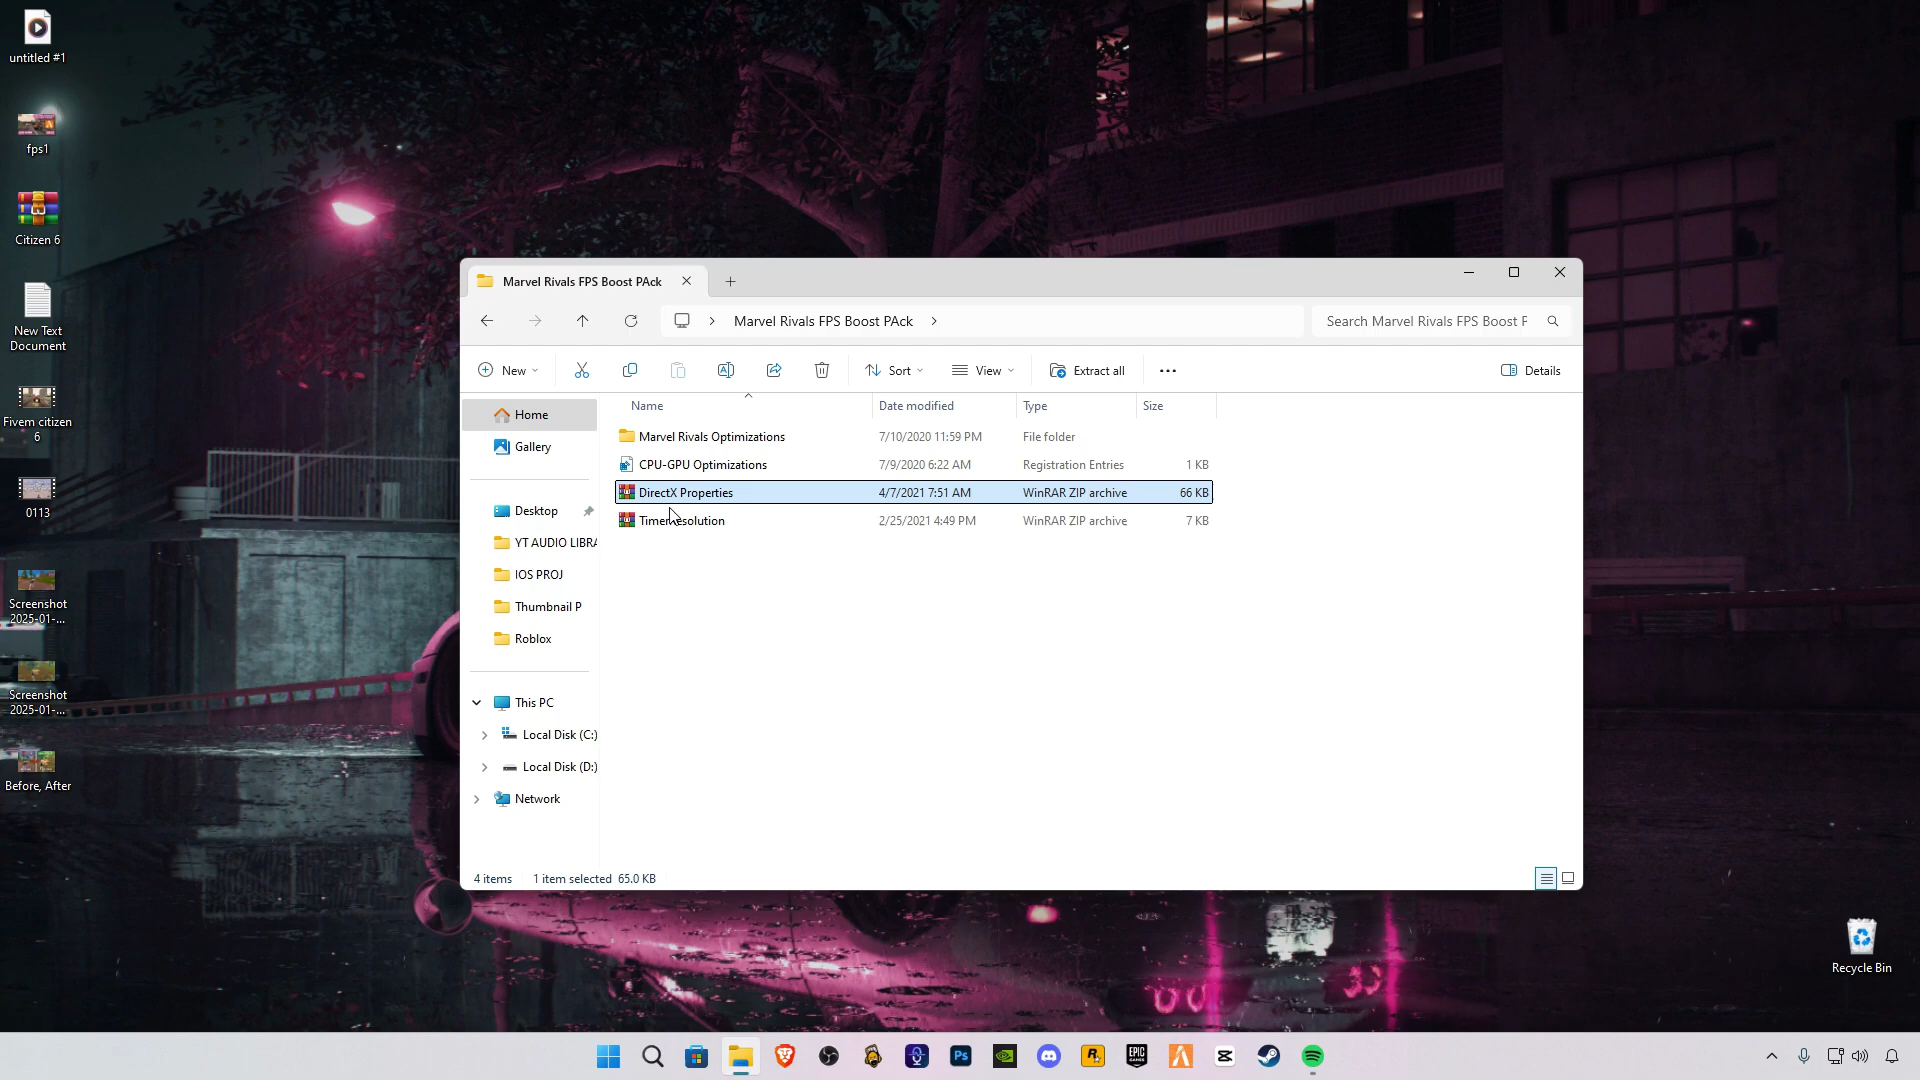 untitled #1
fps1
Citizen 6
New Text
Document
Fivem citizen
6
0113
Screenshot
2025-01-...
Screenshot
2025-01-...
Before, After
Marvel Rivals FPS Boost PAck
Marvel Rivals FPS Boost PAck
Search Marvel Rivals FPS Boost F
New
Sort
View
Extract all
Details
Home
Gallery
Desktop
YT AUDIO LIBRA
IOS PROJ
Thumbnail P
Roblox
This PC
Local Disk (C:)
Local Disk (D:)
Network
Name Date modified Type Size
Marvel Rivals Optimizations 7/10/2020 11:59 PM File folder
CPU-GPU Optimizations 7/9/2020 6:22 AM Registration Entries 1 KB
DirectX Properties 4/7/2021 7:51 AM WinRAR ZIP archive 66 KB
TimerResolution 2/25/2021 4:49 PM WinRAR ZIP archive 7 KB
4 items 1 item selected 65.0 KB
Recycle Bin
Ps
R
EPIC
GAMES